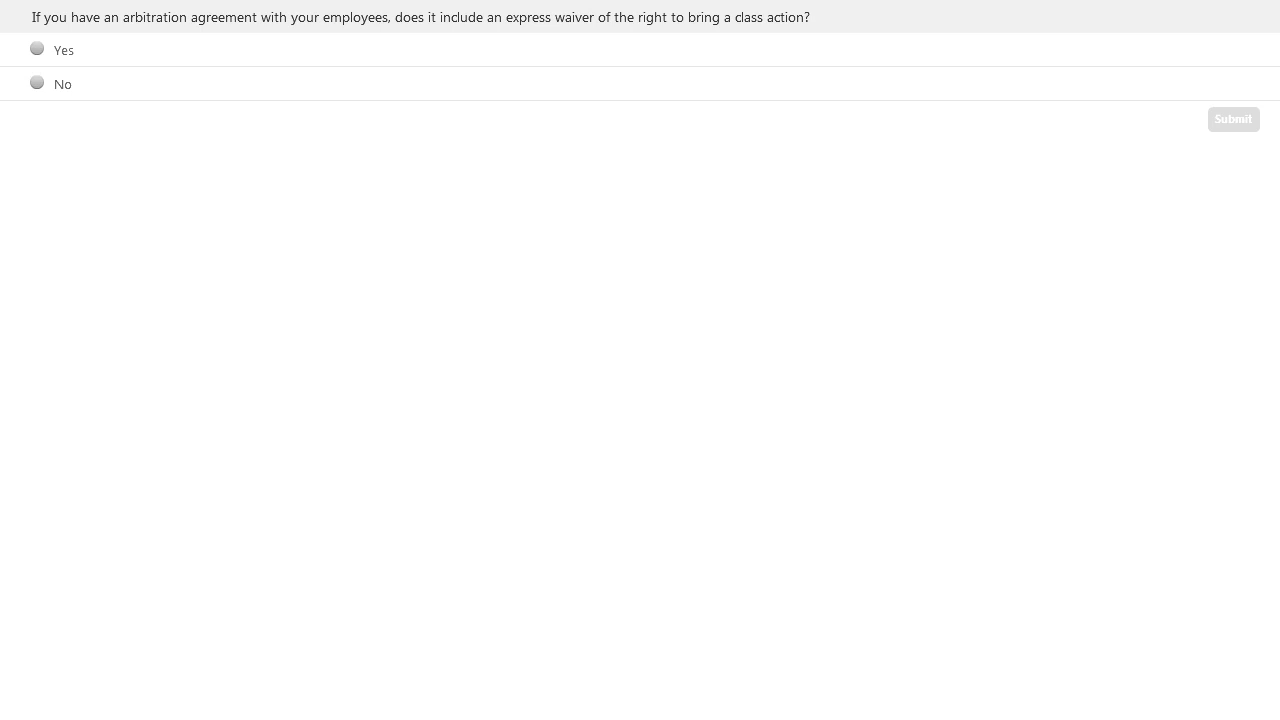 If you have an arbitration agreement with your employees, does it include an express waiver of the right to bring a class action?
Yes
No
Submit